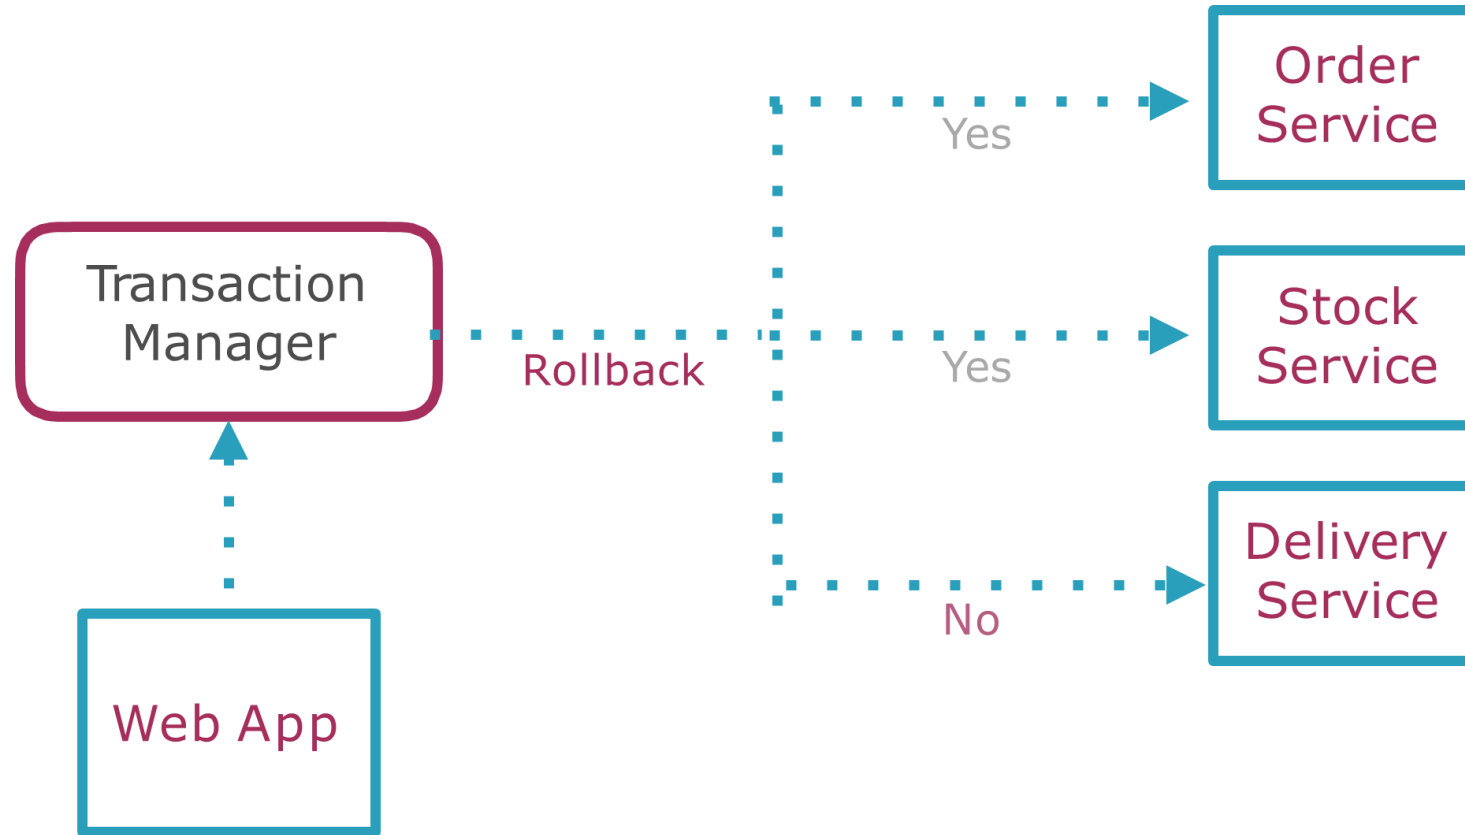 Order
Service
Yes
Transaction
Manager
Rollback
Yes
Stock
Service
Delivery
Service
No
Web App